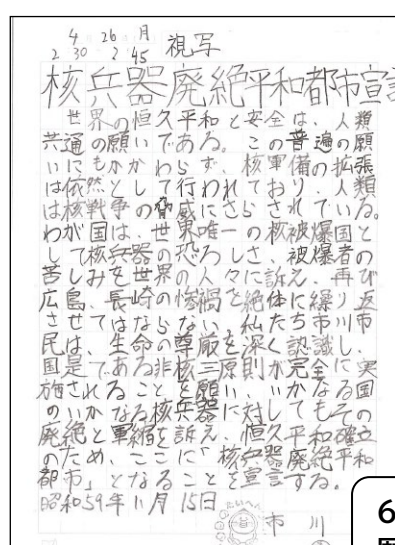 4 26 月 視写
2 30 - 2 45
核兵器廃絶平和都市宣言
世界の恒久平和と安全は、人類
共通の願いである。この普遍の願
いにもかかわらず、核軍備の拡張
は依然として行われており、人類
は核戦争の脅威にさらされている。
わが国は、世界唯一の核被爆国と
して核兵器の恐ろしさ、被爆者の
苦しみを世界の人々に訴え、再び
広島、長崎の惨禍を絶体に繰り返
させてはならない。私たち市川市
民は、生命の尊厳を深く認識し、
国是である非核三原則が完全に実
施されることを願い、いかなる国
のいかなる核兵器に対してもその
廃絶と軍縮を訴え、恒久平和確立
のため、ここに「核兵器廃絶平和
都市」となることを宣言する。
昭和59年11月15日
たいへん
市川
6